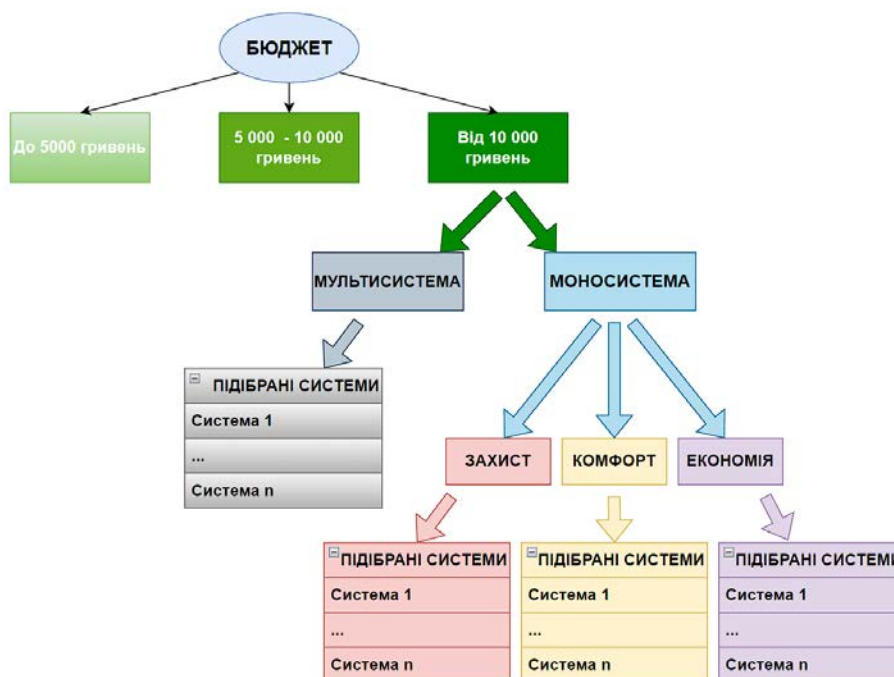 БЮДЖЕТ
До 5000 гривень
5 000 - 10 000
гривень
Від 10 000
гривень
МУЛЬТИСИСТЕМА
МОНОСИСТЕМА
ПІДІБРАНІ СИСТЕМИ
Система 1
...
Система n
ЗАХИСТ
КОМФОРТ
ЕКОНОМІЯ
ПІДІБРАНІ СИСТЕМИ
Система 1
...
Система n
ПІДІБРАНІ СИСТЕМИ
Система 1
...
Система n
ПІДІБРАНІ СИСТЕМИ
Система 1
...
Система n